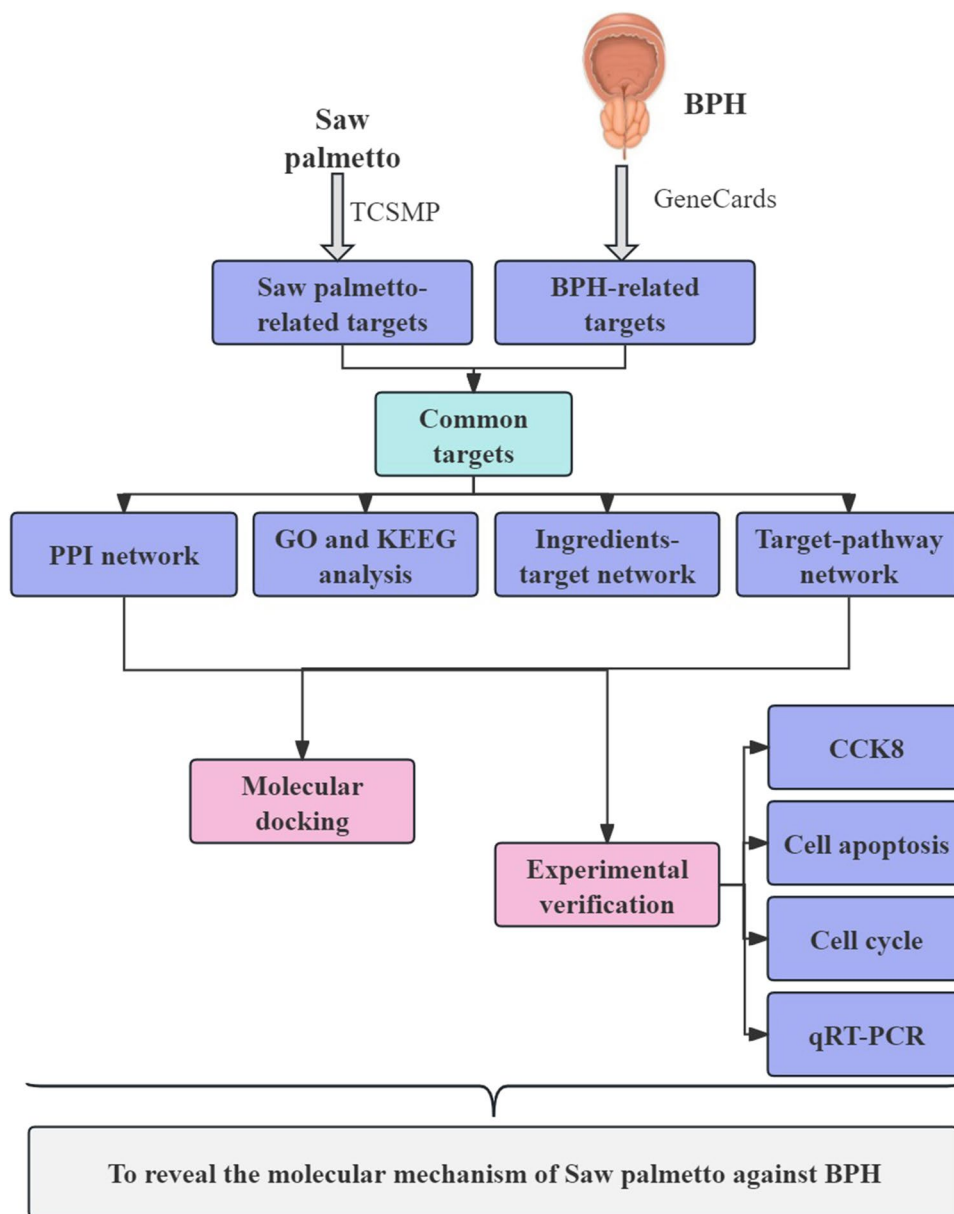 Saw
palmetto
BPH
TCSMP
GeneCards
Saw palmetto-
related targets
BPH-related
targets
Common
targets
PPI network
GO and KEEG
analysis
Ingredients-
target network
Target-pathway
network
Molecular
docking
Experimental
verification
CCK8
Cell apoptosis
Cell cycle
qRT-PCR
To reveal the molecular mechanism of Saw palmetto against BPH